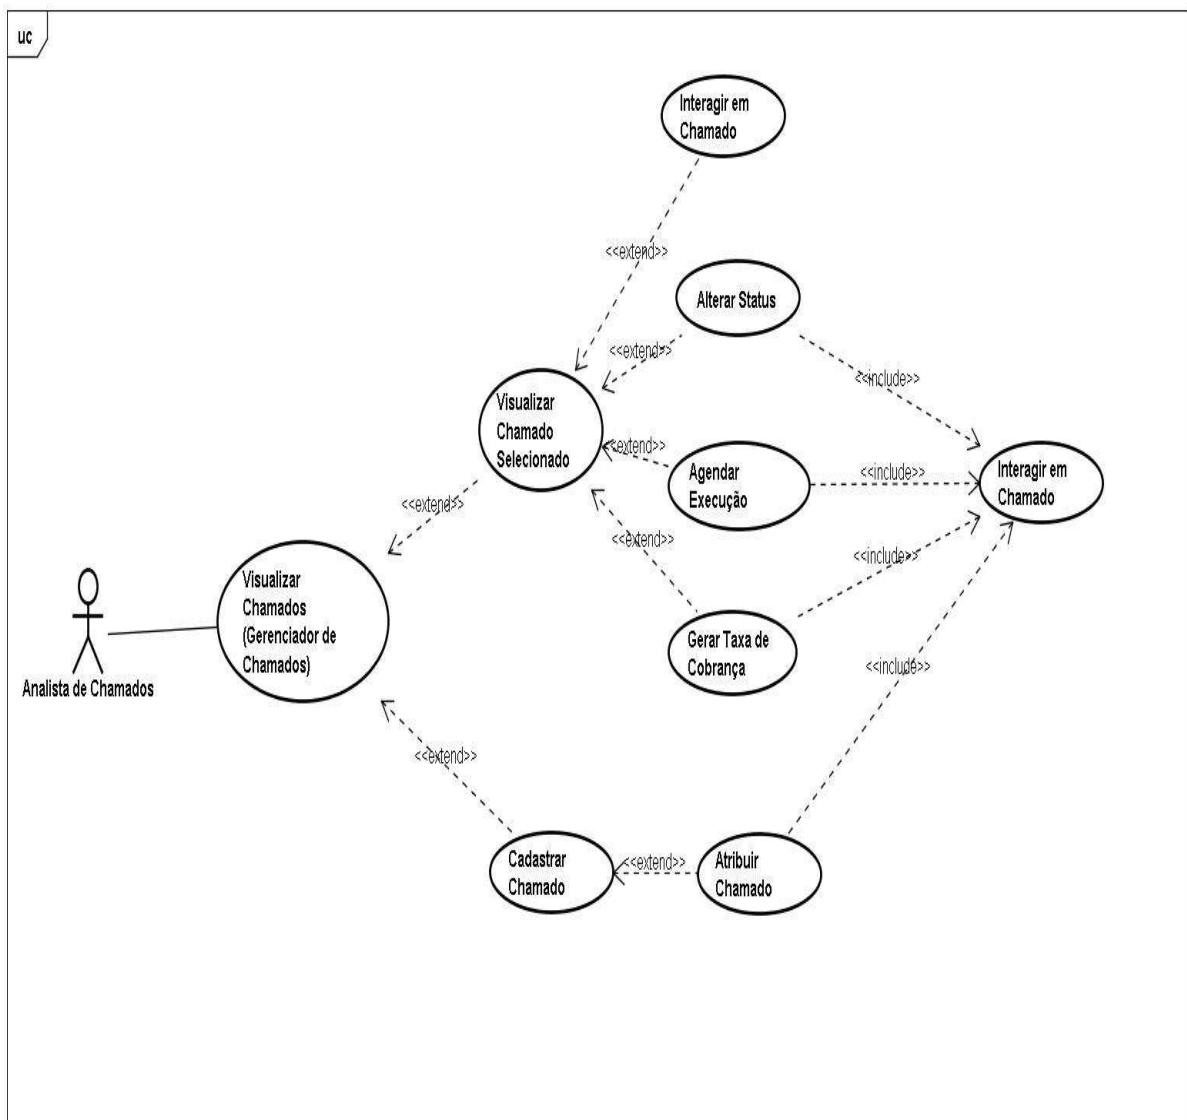 uc
Interagir em
Chamado
<<extend>>
Alterar Status
<<extend>>
<<include>>
Visualizar
Chamado
Selecionado
<<extend>>
Agendar
Execução
<<include>>
Interagir em
Chamado
<<extend>>
<<extend>>
<<include>>
Visualizar
Chamados
(Gerenciador de
Chamados)
Gerar Taxa de
Cobrança
<<include>>
Analista de Chamados
<<extend>>
Cadastrar
Chamado
<<extend>>
Atribuir
Chamado